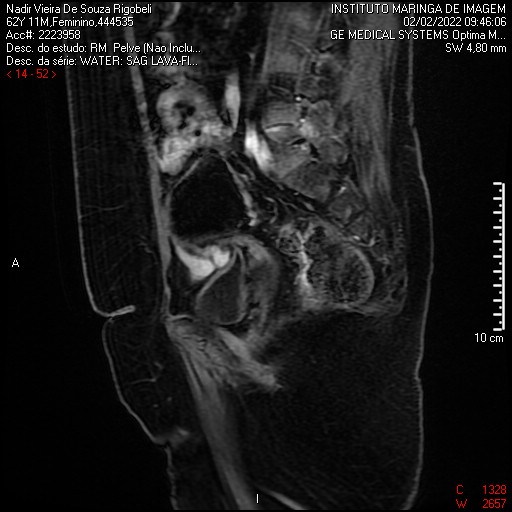 Nadir Vieira De Souza Rigobeli
62Y 11M,Feminino,444535
Acc#: 2223958
Desc. do estudo: RM Pelve (Nao Inclu...
Desc. da série: WATER: SAG LAVA-Fl...
< 14 - 52 >
INSTITUTO MARINGA DE IMAGEM
02/02/2022 09:46:06
GE MEDICAL SYSTEMS Optima M...
SW 4,80 mm
A
10 cm
I
C 1328
W 2657